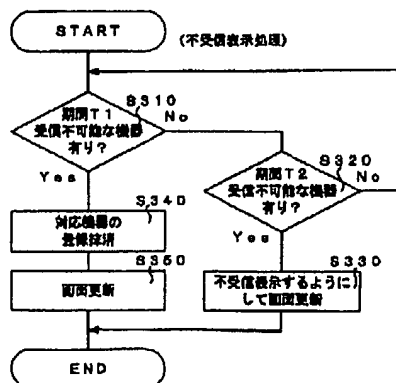 START
(不受信表示処理)
S310
期間T1
受信不可能な機器
有り?
No
Yes
S320
期間T2
受信不可能な機器
有り?
No
Yes
S340
対応機器の
登録抹消
S350
画面更新
S330
不受信表示するように
して画面更新
END